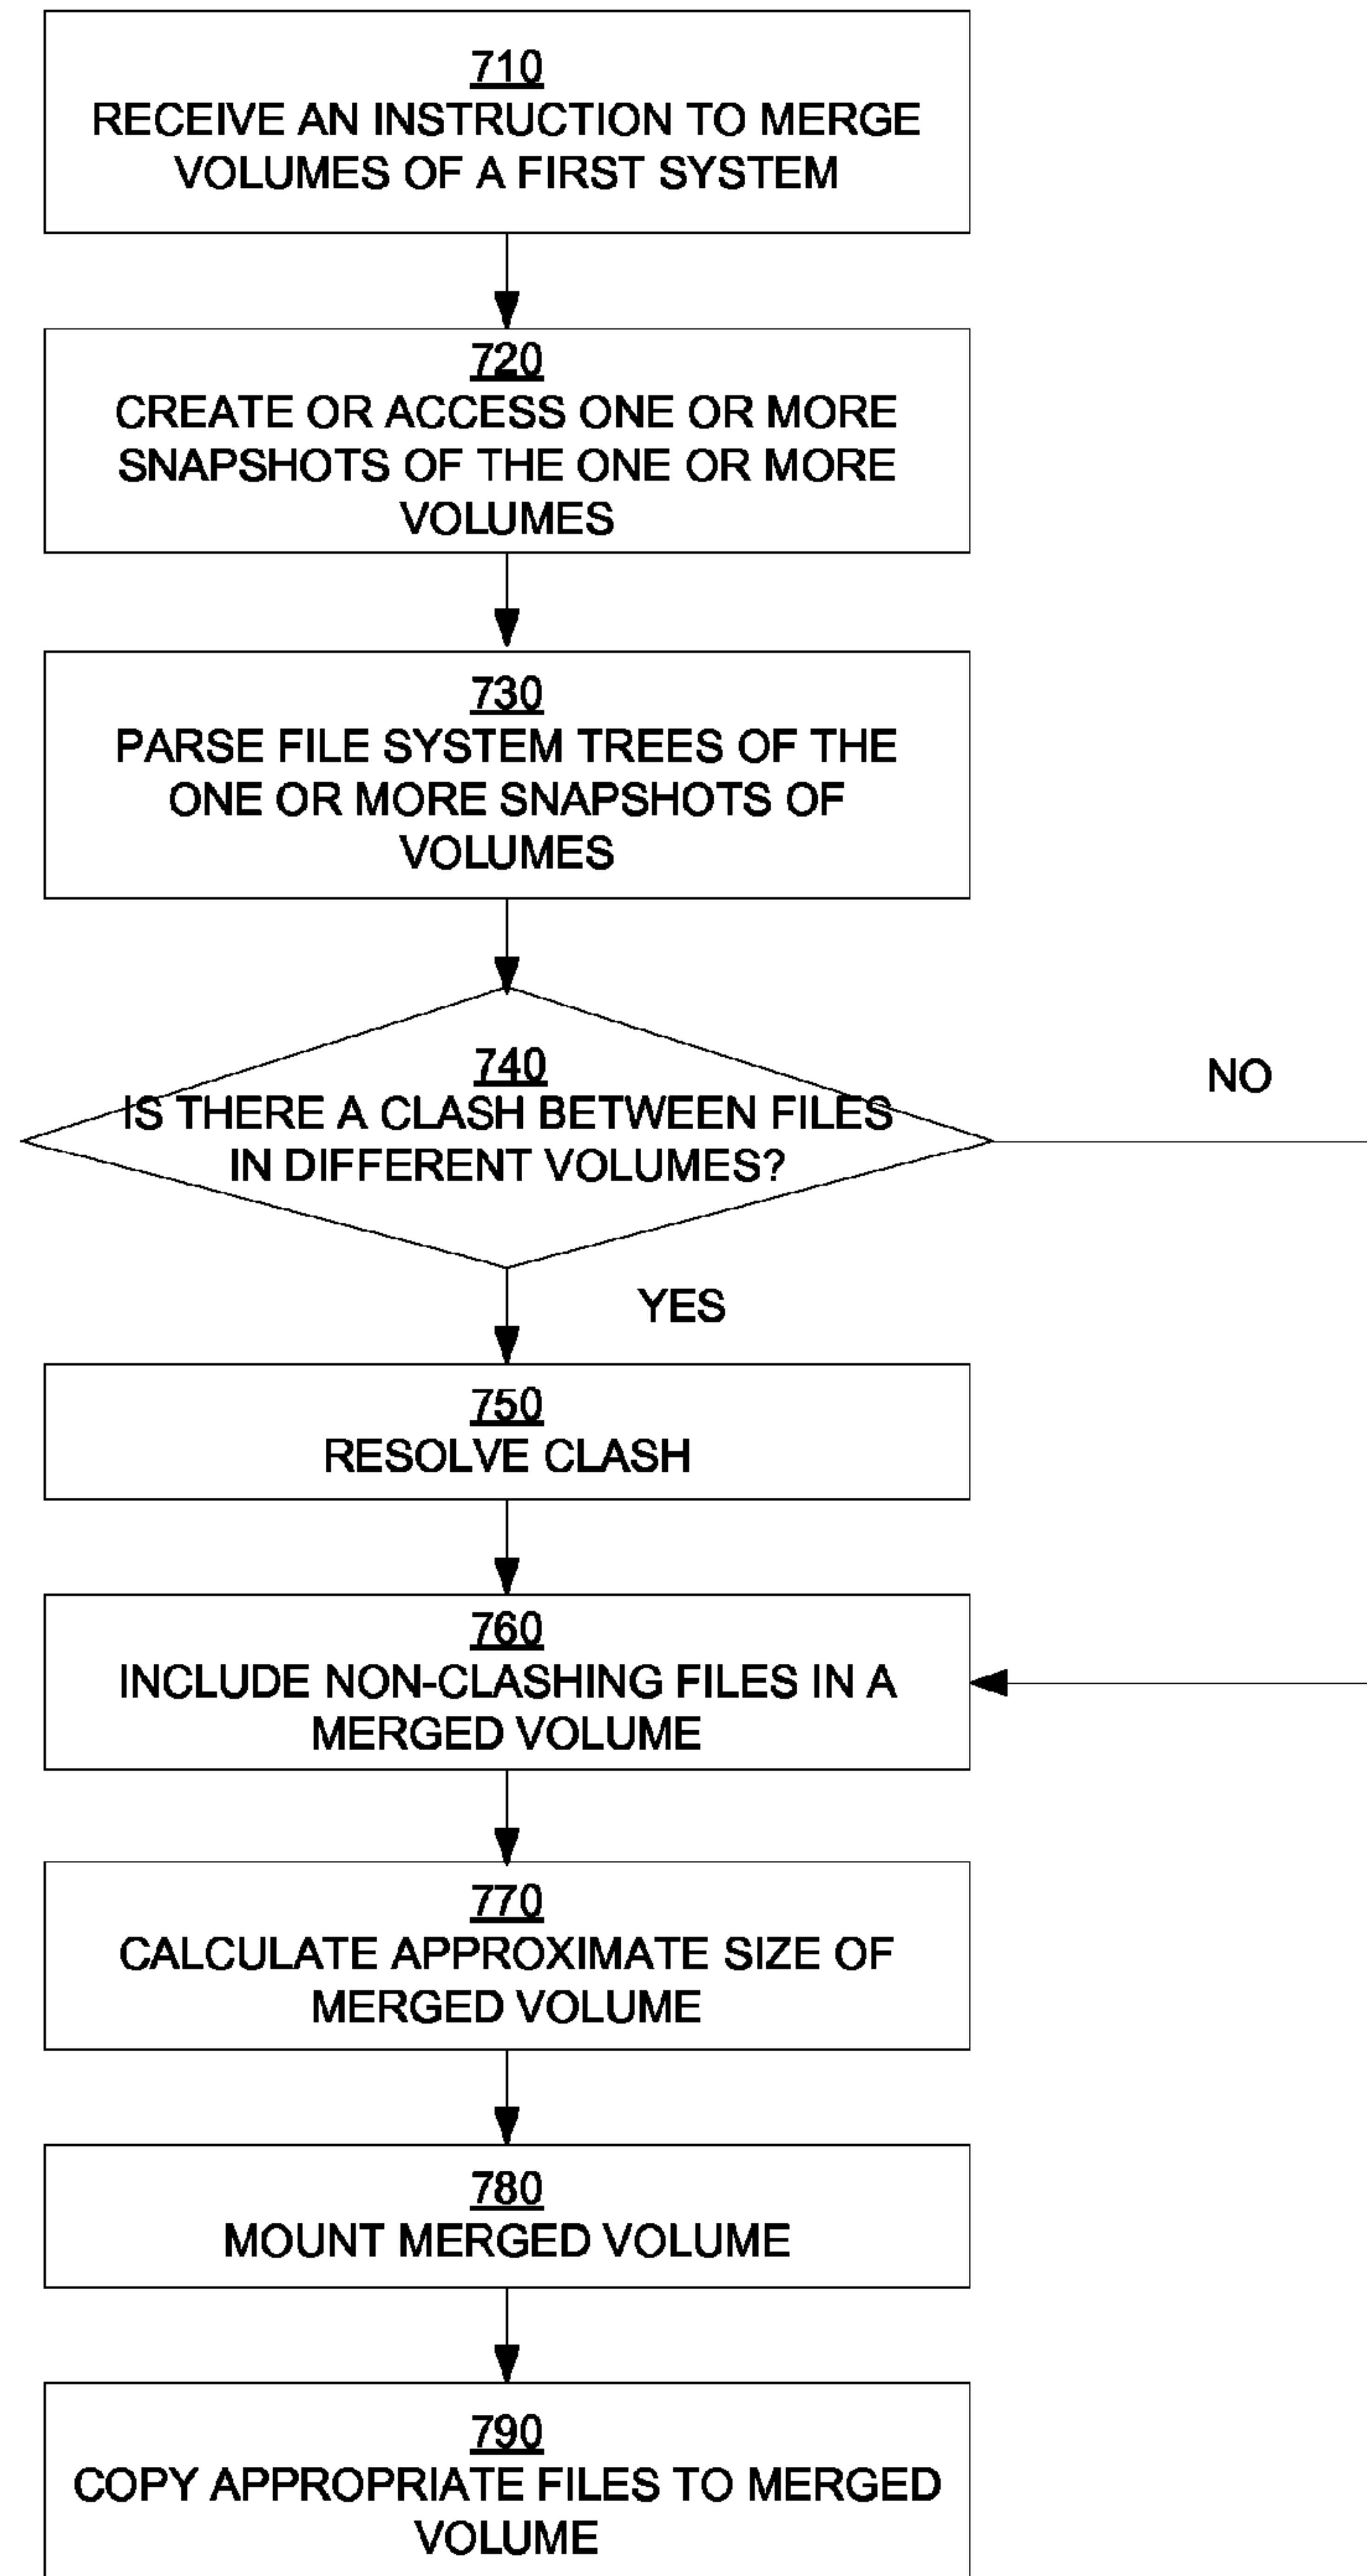 710
RECEIVE AN INSTRUCTION TO MERGE
VOLUMES OF A FIRST SYSTEM
720
CREATE OR ACCESS ONE OR MORE
SNAPSHOTS OF THE ONE OR MORE
VOLUMES
730
PARSE FILE SYSTEM TREES OF THE
ONE OR MORE SNAPSHOTS OF
VOLUMES
740
IS THERE A CLASH BETWEEN FILES
IN DIFFERENT VOLUMES?
NO
YES
750
RESOLVE CLASH
760
INCLUDE NON-CLASHING FILES IN A
MERGED VOLUME
770
CALCULATE APPROXIMATE SIZE OF
MERGED VOLUME
780
MOUNT MERGED VOLUME
790
COPY APPROPRIATE FILES TO MERGED
VOLUME